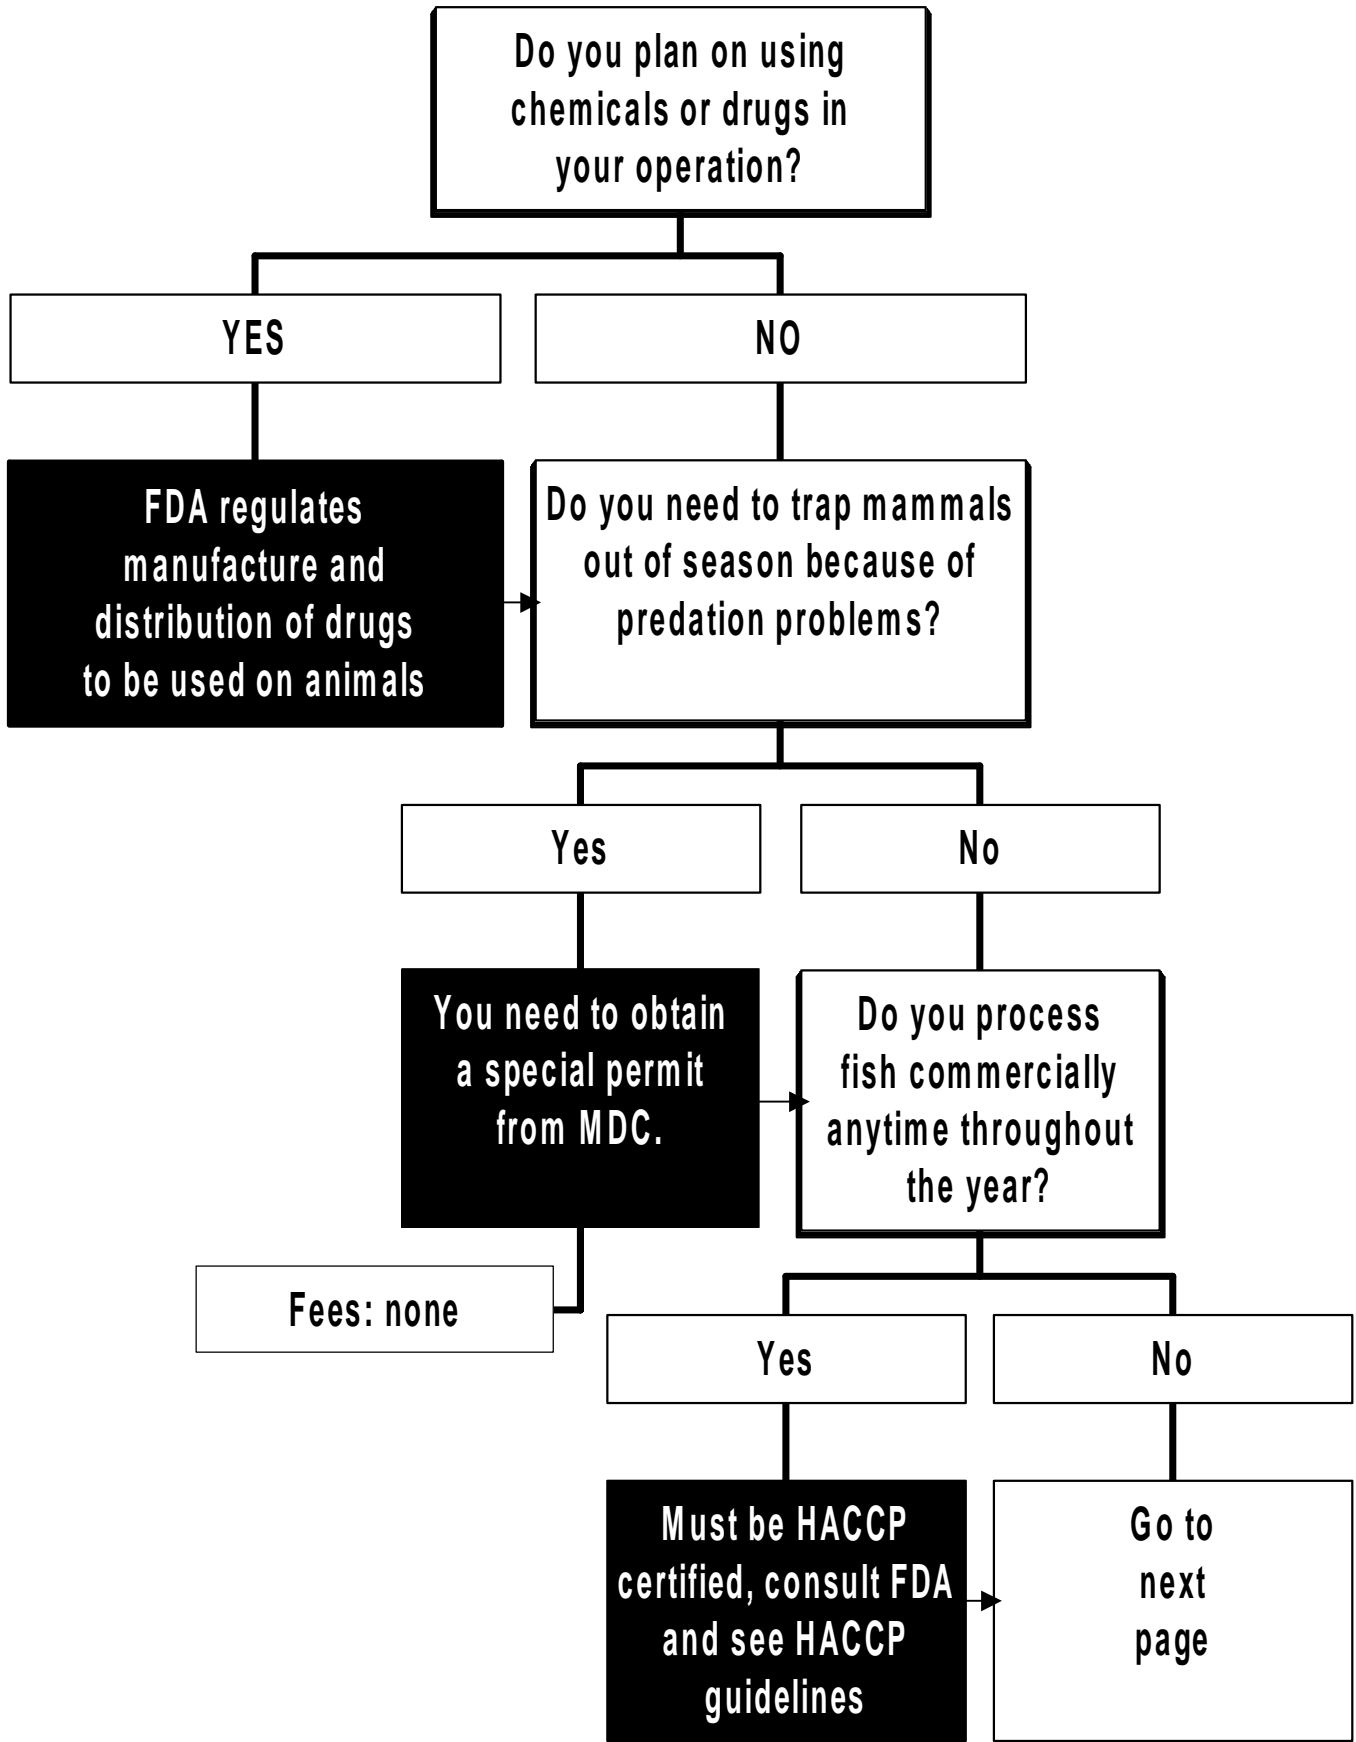 Do you plan on using
chemicals or drugs in
your operation?
YES
NO
FDA regulates
manufacture and
distribution of drugs
to be used on animals
Do you need to trap mammals
out of season because of
predation problems?
Yes
No
You need to obtain
a special permit
from MDC.
Do you process
fish commercially
anytime throughout
the year?
Fees: none
Yes
No
Must be HACCP
certified, consult FDA
and see HACCP
guidelines
Go to
next
page